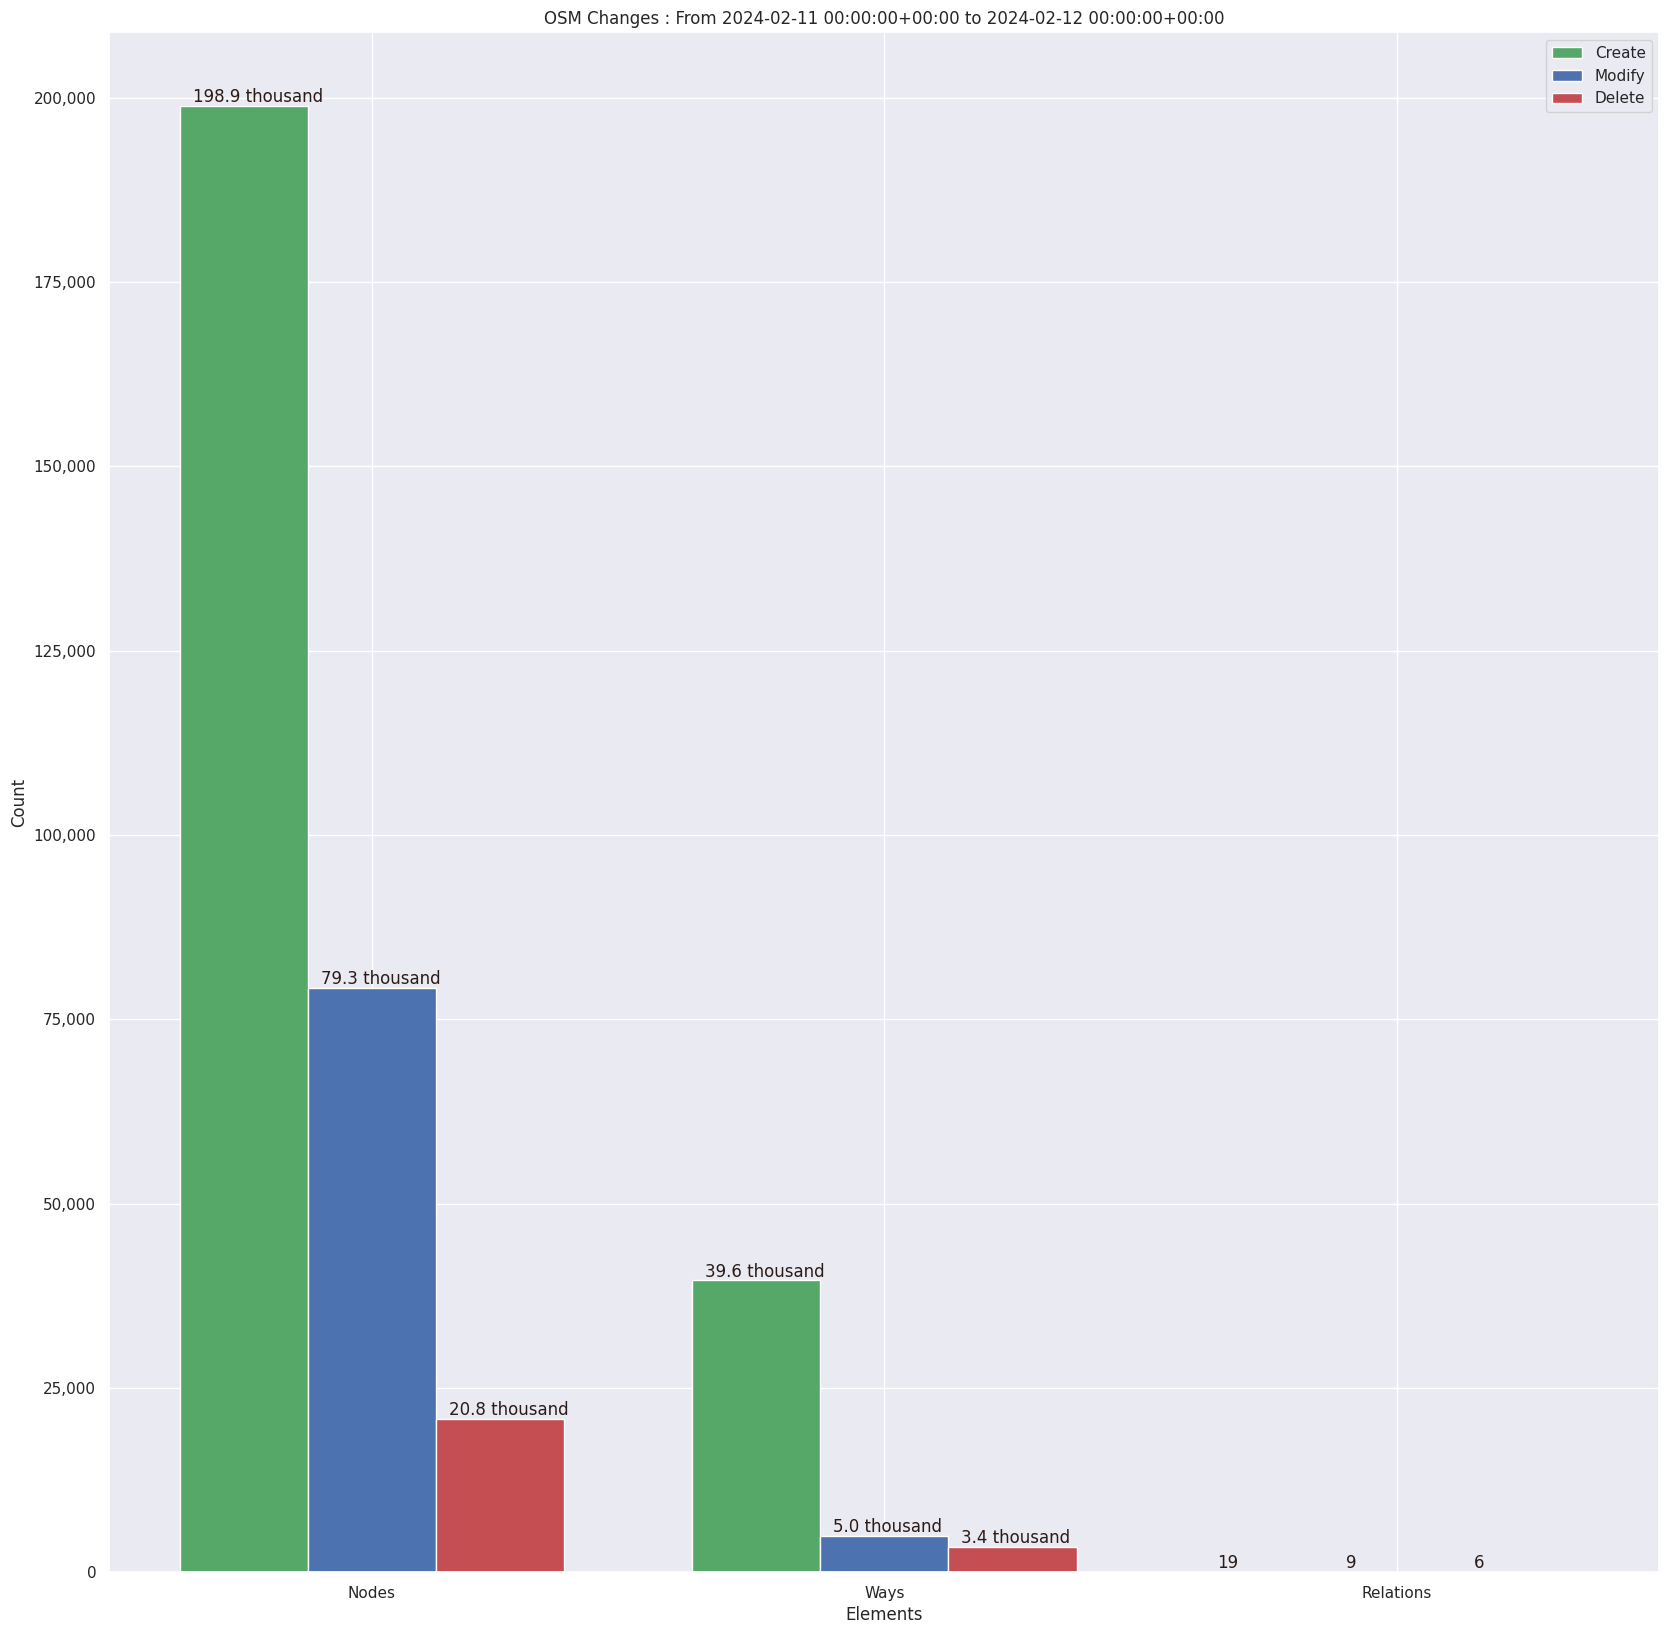 OSM Changes : From 2024-02-11 00:00:00+00:00 to 2024-02-12 00:00:00+00:00
Create
Modify
Delete
200,000
175,000
150,000
125,000
100,000
75,000
50,000
25,000
0
Count
198.9 thousand
79.3 thousand
20.8 thousand
39.6 thousand
5.0 thousand
3.4 thousand
19
9
6
Nodes
Ways
Relations
Elements